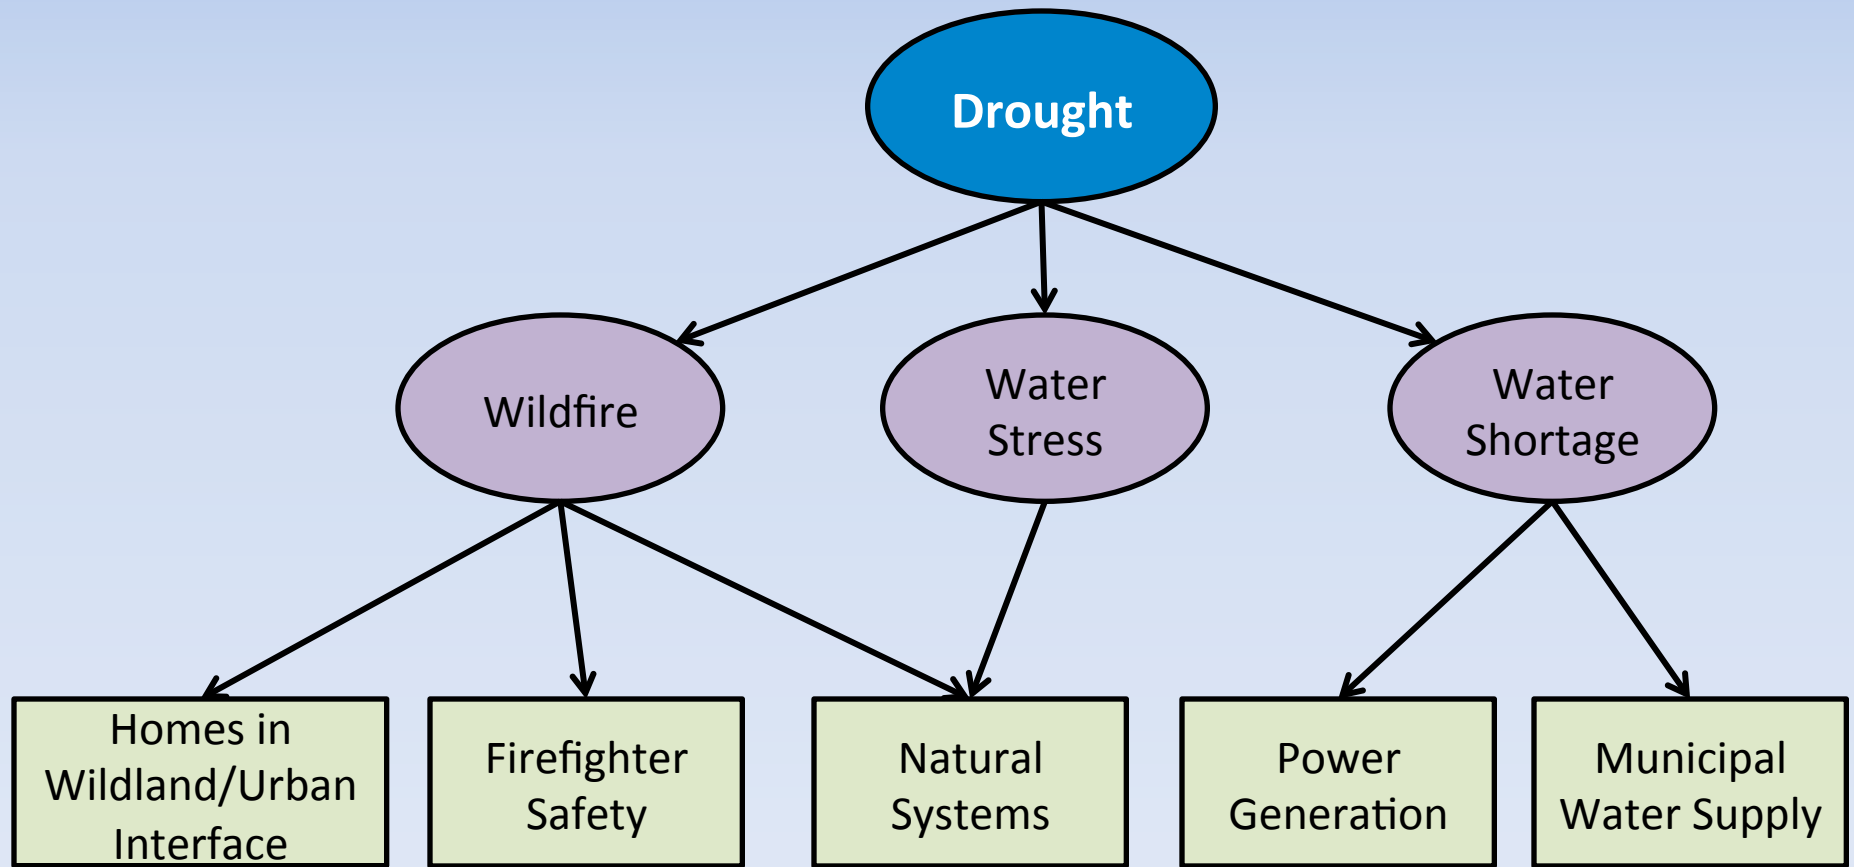 Drought
Wildfire
Water
Stress
Water
Shortage
Homes in
Wildland/Urban
Interface
Firefighter
Safety
Natural
Systems
Power
Generation
Municipal
Water Supply